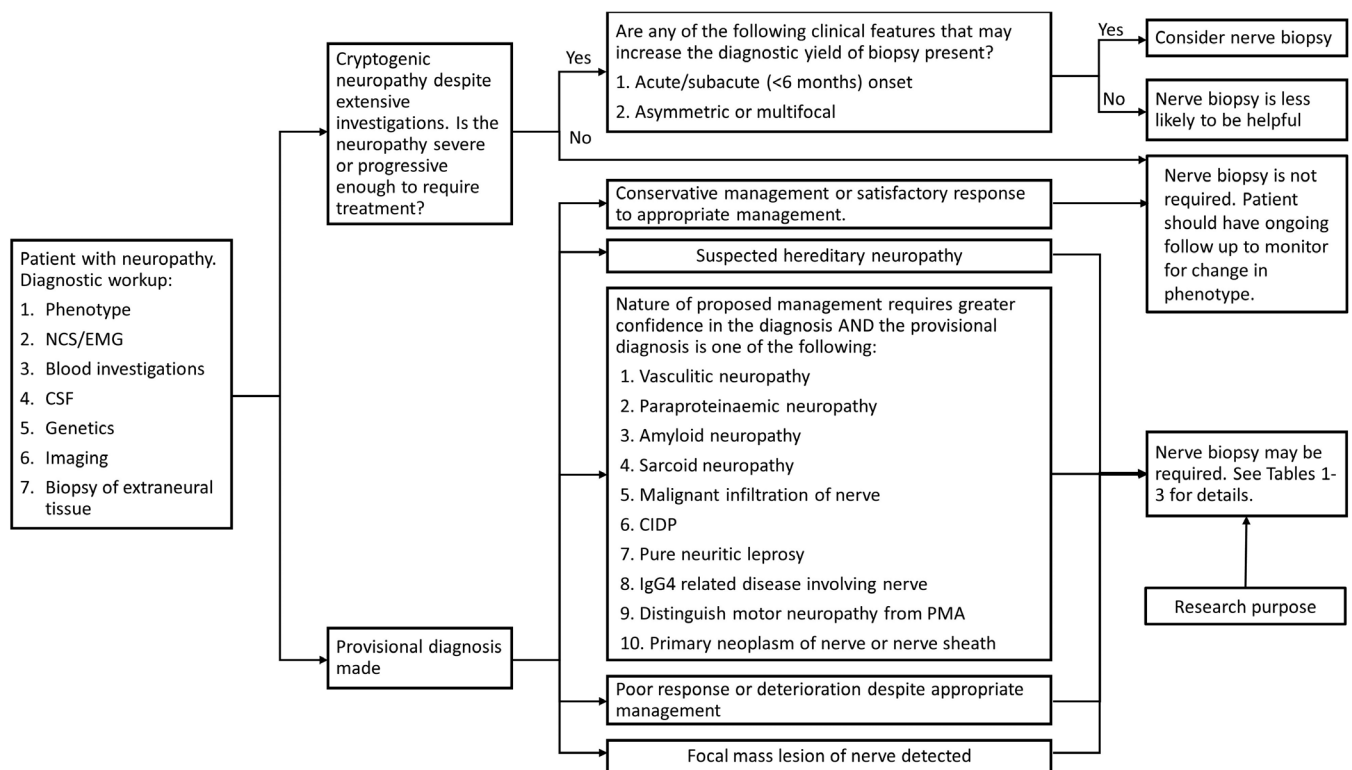 Patient with neuropathy.
Diagnostic workup:
1. Phenotype
2. NCS/EMG
3. Blood investigations
4. CSF
5. Genetics
6. Imaging
7. Biopsy of extraneural
tissue
Cryptogenic
neuropathy despite
extensive
investigations. Is the
neuropathy severe
or progressive
enough to require
treatment?
Yes
No
Are any of the following clinical features that may
increase the diagnostic yield of biopsy present?
1. Acute/subacute (<6 months) onset
2. Asymmetric or multifocal
Yes
No
Consider nerve biopsy
Nerve biopsy is less
likely to be helpful
Nerve biopsy is not
required. Patient
should have ongoing
follow up to monitor
for change in
phenotype.
Provisional diagnosis
made
Conservative management or satisfactory response
to appropriate management.
Suspected hereditary neuropathy
Nature of proposed management requires greater
confidence in the diagnosis AND the provisional
diagnosis is one of the following:
1. Vasculitic neuropathy
2. Paraproteinaemic neuropathy
3. Amyloid neuropathy
4. Sarcoid neuropathy
5. Malignant infiltration of nerve
6. CIDP
7. Pure neuritic leprosy
8. IgG4 related disease involving nerve
9. Distinguish motor neuropathy from PMA
10. Primary neoplasm of nerve or nerve sheath
Poor response or deterioration despite appropriate
management
Focal mass lesion of nerve detected
Nerve biopsy may be
required. See Tables 1-
3 for details.
Research purpose